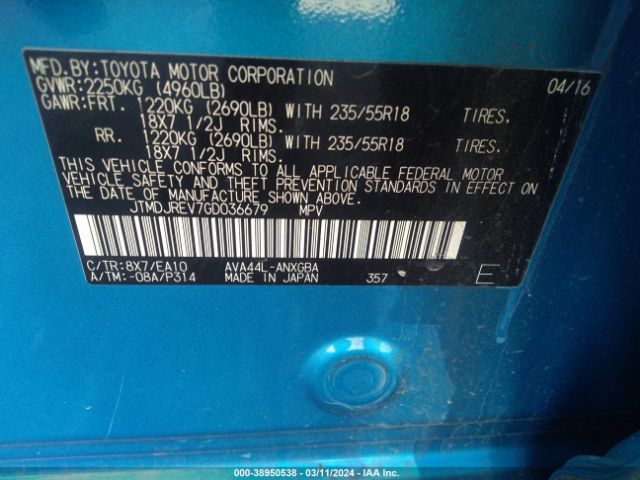 MFD.BY:TOYOTA MOTOR CORPORATION 04/16
GVWR:2250KG (4960LB)
GAWR:FRT. 1220KG (2690LB) WITH 235/55R18 TIRES.
18X7 1/2J RIMS.
RR. 1220KG (2690LB) WITH 235/55R18 TIRES.
18X7 1/2J RIMS.
THIS VEHICLE CONFORMS TO ALL APPLICABLE FEDERAL MOTOR
VEHICLE SAFETY AND THEFT PREVENTION STANDARDS IN EFFECT ON
THE DATE OF MANUFACTURE SHOWN ABOVE.
JTMDJREV7GD036679 MPV
C/TR:8X7/EA10 AVA44L-ANXGBA
A/TM:-08A/P314 MADE IN JAPAN 357 E
000-38950538 - 03/11/2024 - IAA Inc.